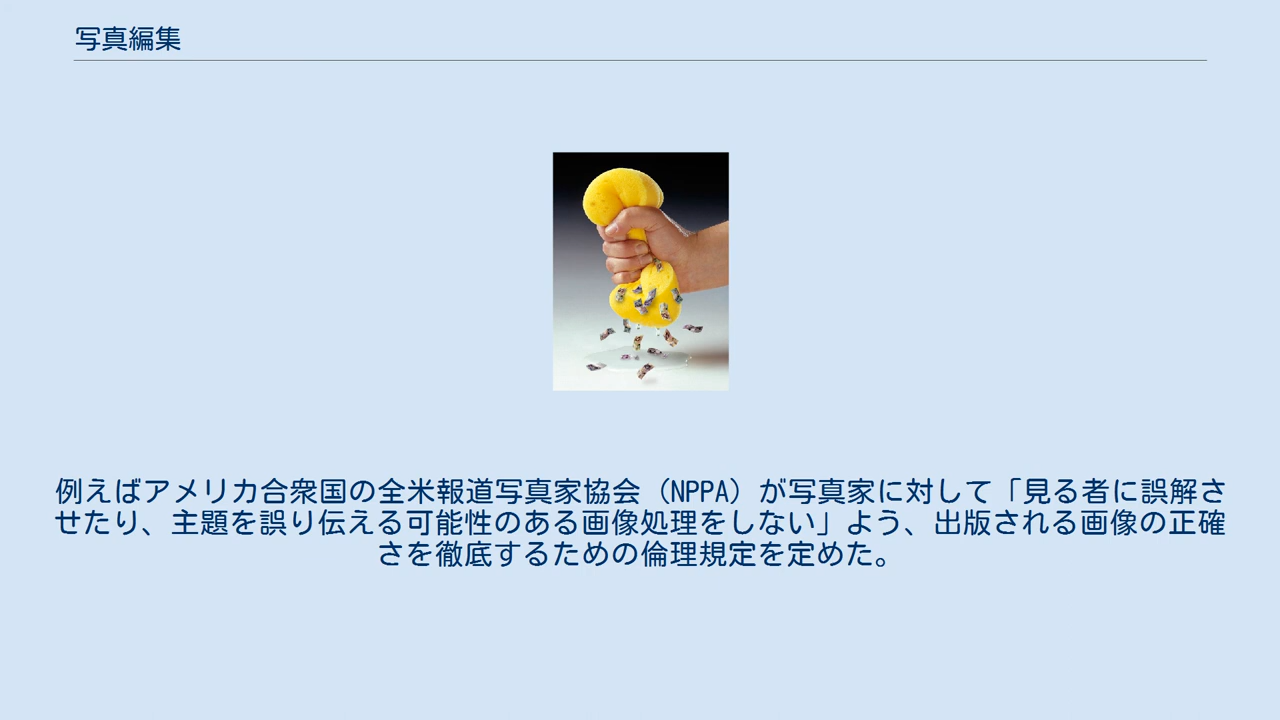 写真編集
例えばアメリカ合衆国の全米報道写真家協会（NPPA）が写真家に対して「見る者に誤解さ
せたり、主題を誤り伝える可能性のある画像処理をしない」よう、出版される画像の正確
さを徹底するための倫理規定を定めた。